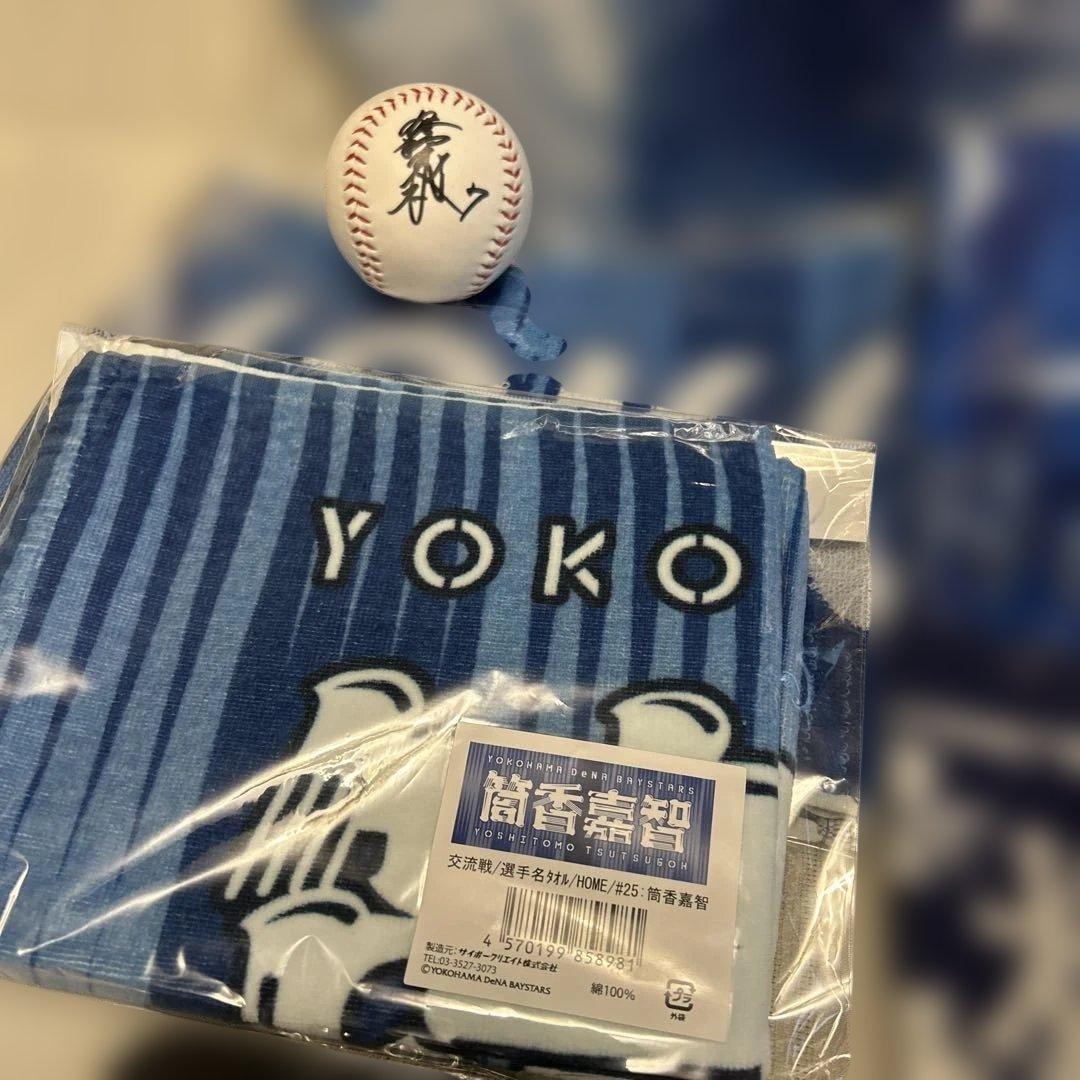 YOKO
YOKOHAMA DeNA BAYSTARS
筒香嘉智
YOSHITOMO TSUTSUGOH
交流戦/選手名ﾀｵﾙ/HOME/#25:筒香嘉智
4 570199 858981
製造元:サイボークリエイト株式会社
TEL:03-3527-3073
©YOKOHAMA DeNA BAYSTARS
綿100%
プラ
外袋